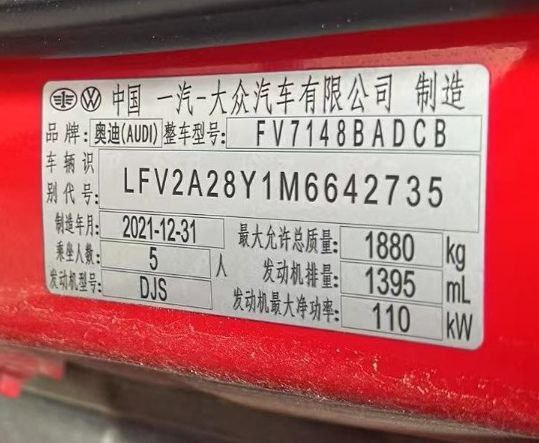 中国 一汽-大众汽车有限公司 制造
品牌: 奥迪(AUDI) 整车型号: FV7148BADCB
车辆识别代号: LFV2A28Y1M6642735
制造年月: 2021-12-31 最大允许总质量: 1880 kg
乘坐人数: 5 人 发动机排量: 1395 mL
发动机型号: DJS 发动机最大净功率: 110 kW